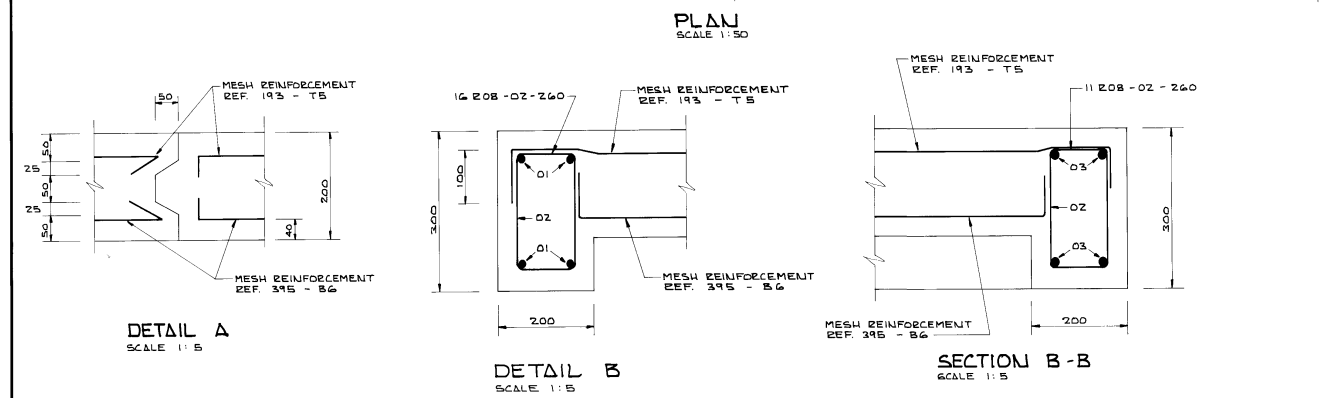 PLAN
SCALE 1:50
MESH REINFORCEMENT
REF. 193 - T5
50
50
25
50
25
50
200
40
MESH REINFORCEMENT
REF. 395 - B6
DETAIL A
SCALE 1:5
16 R08-02-260
MESH REINFORCEMENT
REF. 193 - T5
300
100
01
02
01
MESH REINFORCEMENT
REF. 395 - B6
200
DETAIL B
SCALE 1:5
MESH REINFORCEMENT
REF. 193 - T5
11 R08-02-260
03
02
03
300
MESH REINFORCEMENT
REF. 395 - B6
200
SECTION B-B
SCALE 1:5